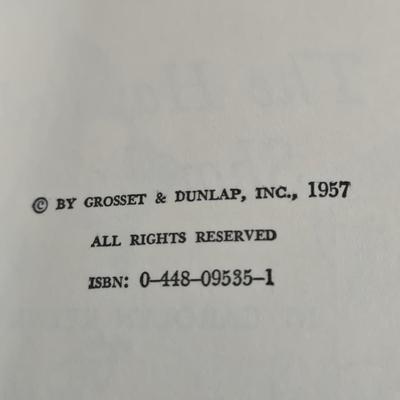 © BY GROSSET & DUNLAP, INC., 1957
ALL RIGHTS RESERVED
ISBN: 0-448-09535-1